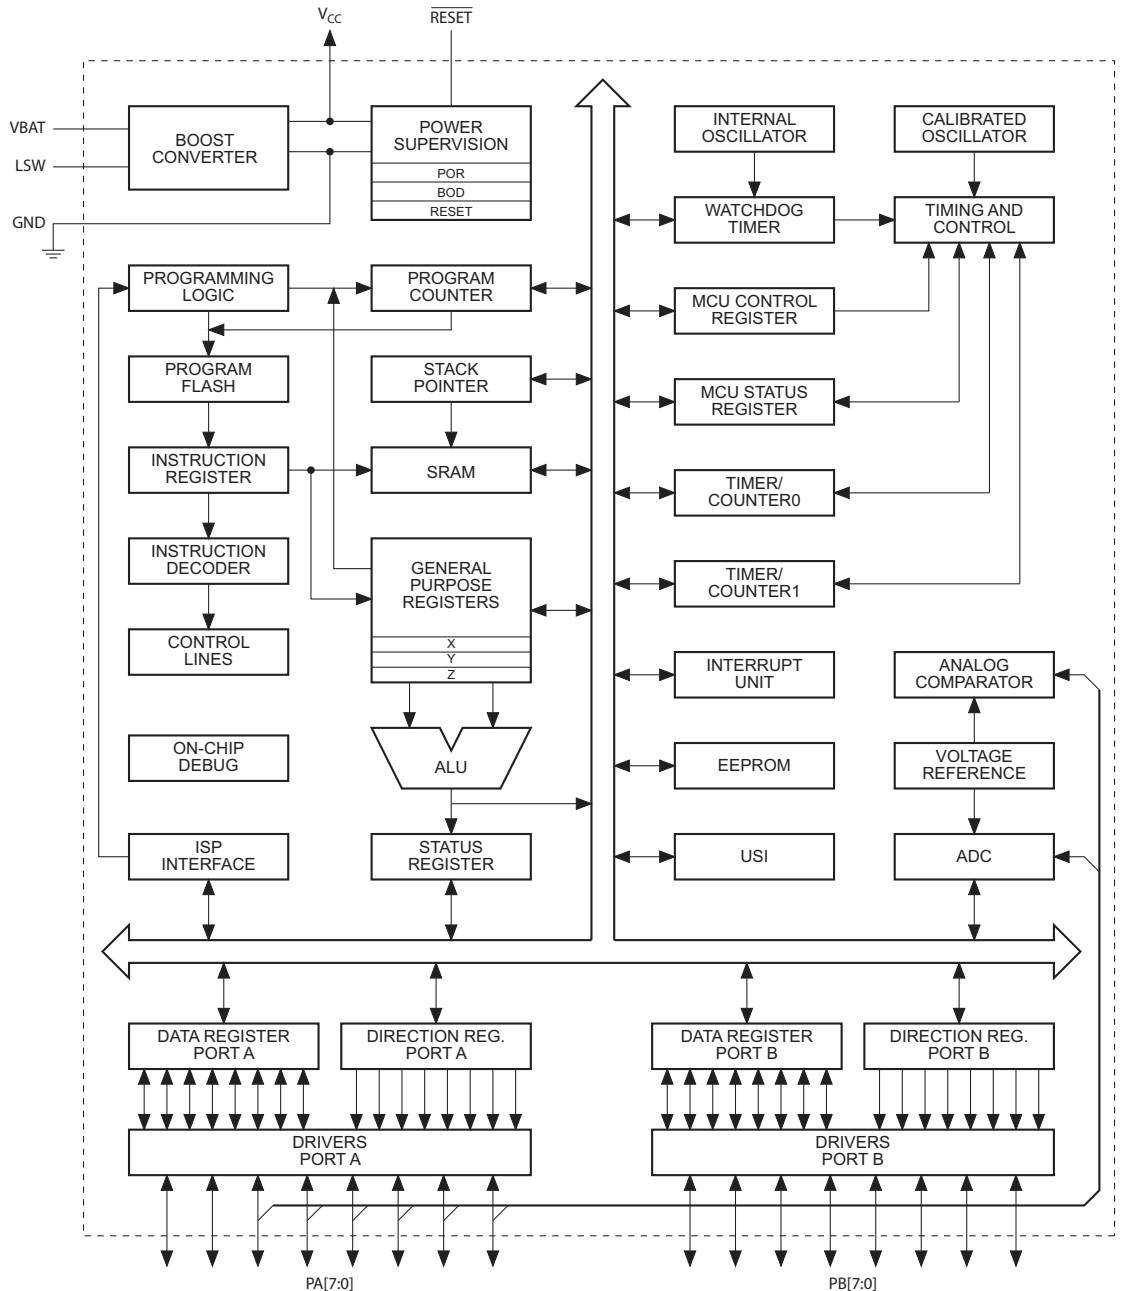 VCC
RESET
VBAT
LSW
GND
BOOST
CONVERTER
POWER
SUPERVISION
POR
BOD
RESET
INTERNAL
OSCILLATOR
CALIBRATED
OSCILLATOR
WATCHDOG
TIMER
TIMING AND
CONTROL
PROGRAMMING
LOGIC
PROGRAM
COUNTER
MCU CONTROL
REGISTER
PROGRAM
FLASH
STACK
POINTER
MCU STATUS
REGISTER
INSTRUCTION
REGISTER
SRAM
TIMER/
COUNTER0
INSTRUCTION
DECODER
GENERAL
PURPOSE
REGISTERS
X
Y
Z
TIMER/
COUNTER1
CONTROL
LINES
INTERRUPT
UNIT
ANALOG
COMPARATOR
ON-CHIP
DEBUG
ALU
EEPROM
VOLTAGE
REFERENCE
ISP
INTERFACE
STATUS
REGISTER
USI
ADC
DATA REGISTER
PORT A
DIRECTION REG.
PORT A
DATA REGISTER
PORT B
DIRECTION REG.
PORT B
DRIVERS
PORT A
DRIVERS
PORT B
PA[7:0]
PB[7:0]